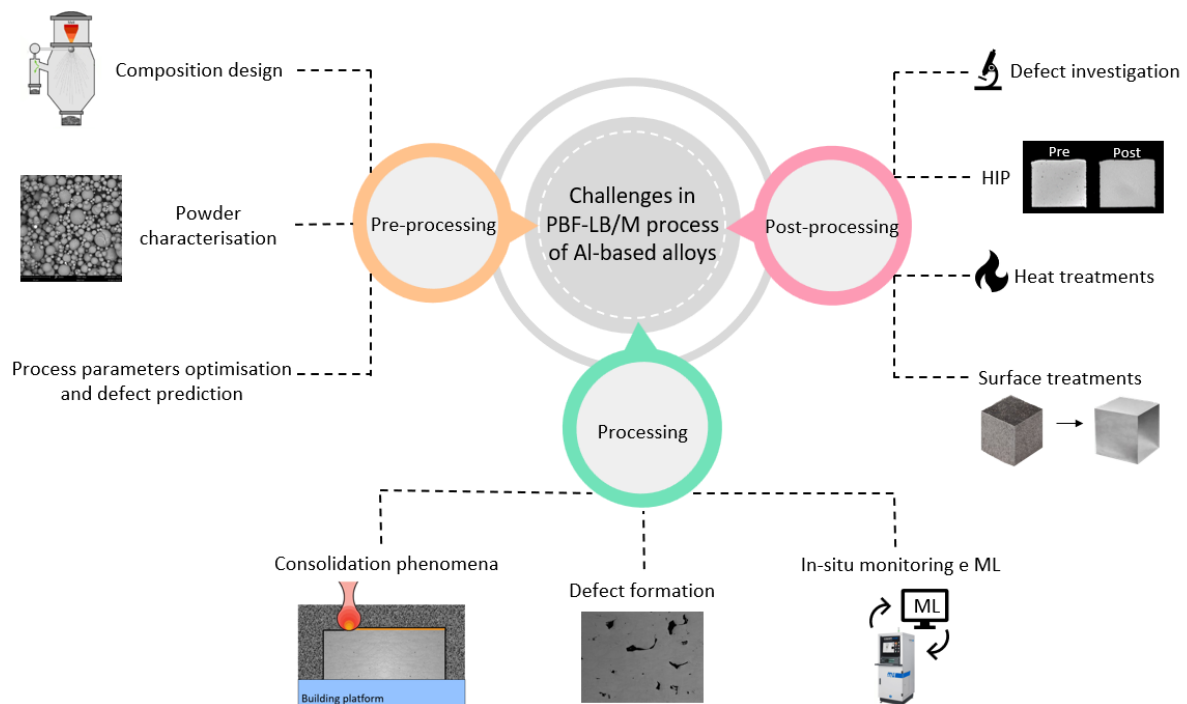 Composition design
Powder
characterisation
Process parameters optimisation
and defect prediction
Pre-processing
Challenges in
PBF-LB/M process
of Al-based alloys
Post-processing
Defect investigation
HIP
Pre
Post
Heat treatments
Surface treatments
Processing
Consolidation phenomena
Building platform
Defect formation
In-situ monitoring e ML
ML